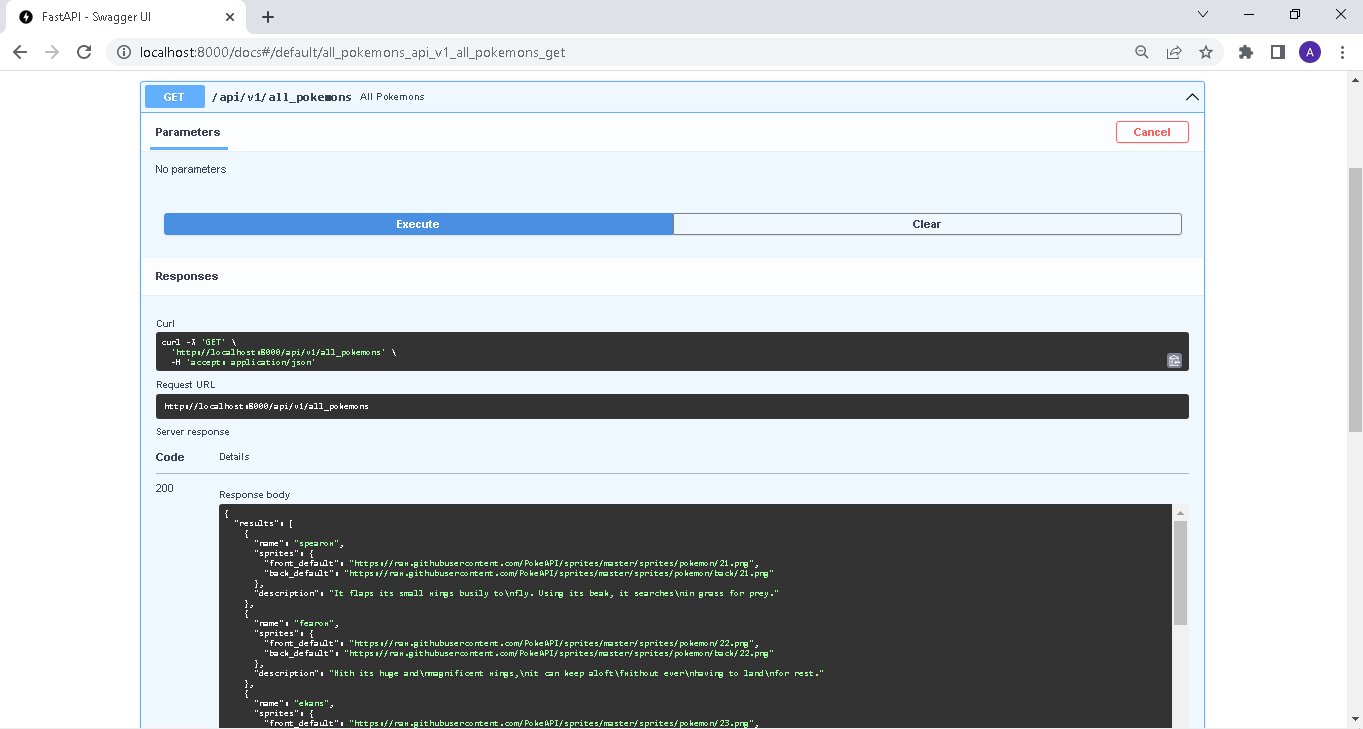 FastAPI - Swagger UI
localhost:8000/docs#/default/all_pokemons_api_v1_all_pokemons_get
A
GET /api/v1/all_pokemons All Pokemons
Parameters
Cancel
No parameters
Execute
Clear
Responses
Curl
curl -X 'GET' \
'http://localhost:8000/api/v1/all_pokemons' \
-H 'accept: application/json'
Request URL
http://localhost:8000/api/v1/all_pokemons
Server response
Code Details
200
Response body
{
"results": [
{
"name": "spearow",
"sprites": {
"front_default": "https://raw.githubusercontent.com/PokeAPI/sprites/master/sprites/pokemon/21.png",
"back_default": "https://raw.githubusercontent.com/PokeAPI/sprites/master/sprites/pokemon/back/21.png"
},
"description": "It flaps its small wings busily to\nfly. Using its beak, it searches\nin grass for prey."
},
{
"name": "fearow",
"sprites": {
"front_default": "https://raw.githubusercontent.com/PokeAPI/sprites/master/sprites/pokemon/22.png",
"back_default": "https://raw.githubusercontent.com/PokeAPI/sprites/master/sprites/pokemon/back/22.png"
},
"description": "With its huge and\nmagnificent wings,\nit can keep aloft\fwithout ever\nhaving to land\nfor rest."
},
{
"name": "ekans",
"sprites": {
"front_default": "https://raw.githubusercontent.com/PokeAPI/sprites/master/sprites/pokemon/23.png",